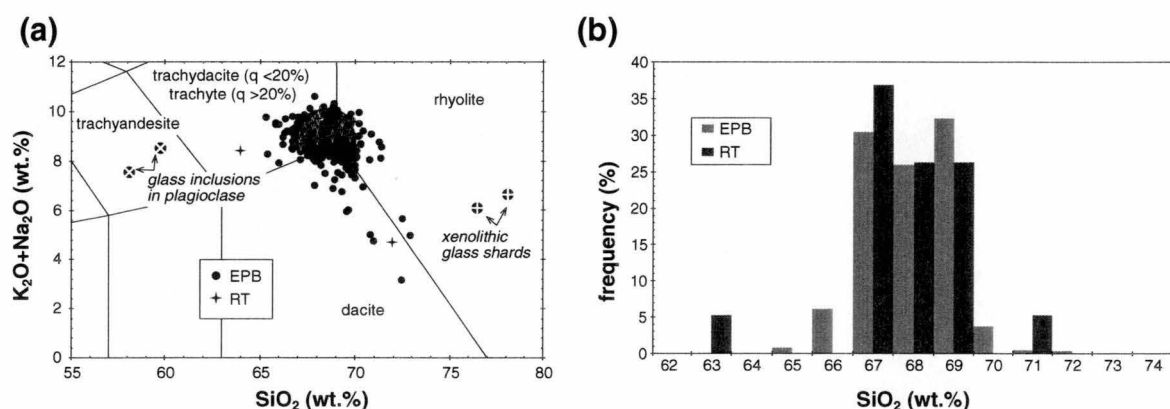 (a)
12
10
8
6
4
2
0
K2O+Na2O (wt.%)
trachydacite (q <20%)
trachyte (q >20%)
rhyolite
trachyandesite
glass inclusions
in plagioclase
xenolithic
glass shards
EPB
RT
dacite
55
60
65
70
75
80
SiO2 (wt.%)
(b)
40
35
30
25
20
15
10
5
0
frequency (%)
EPB
RT
62 63 64 65 66 67 68 69 70 71 72 73 74
SiO2 (wt.%)